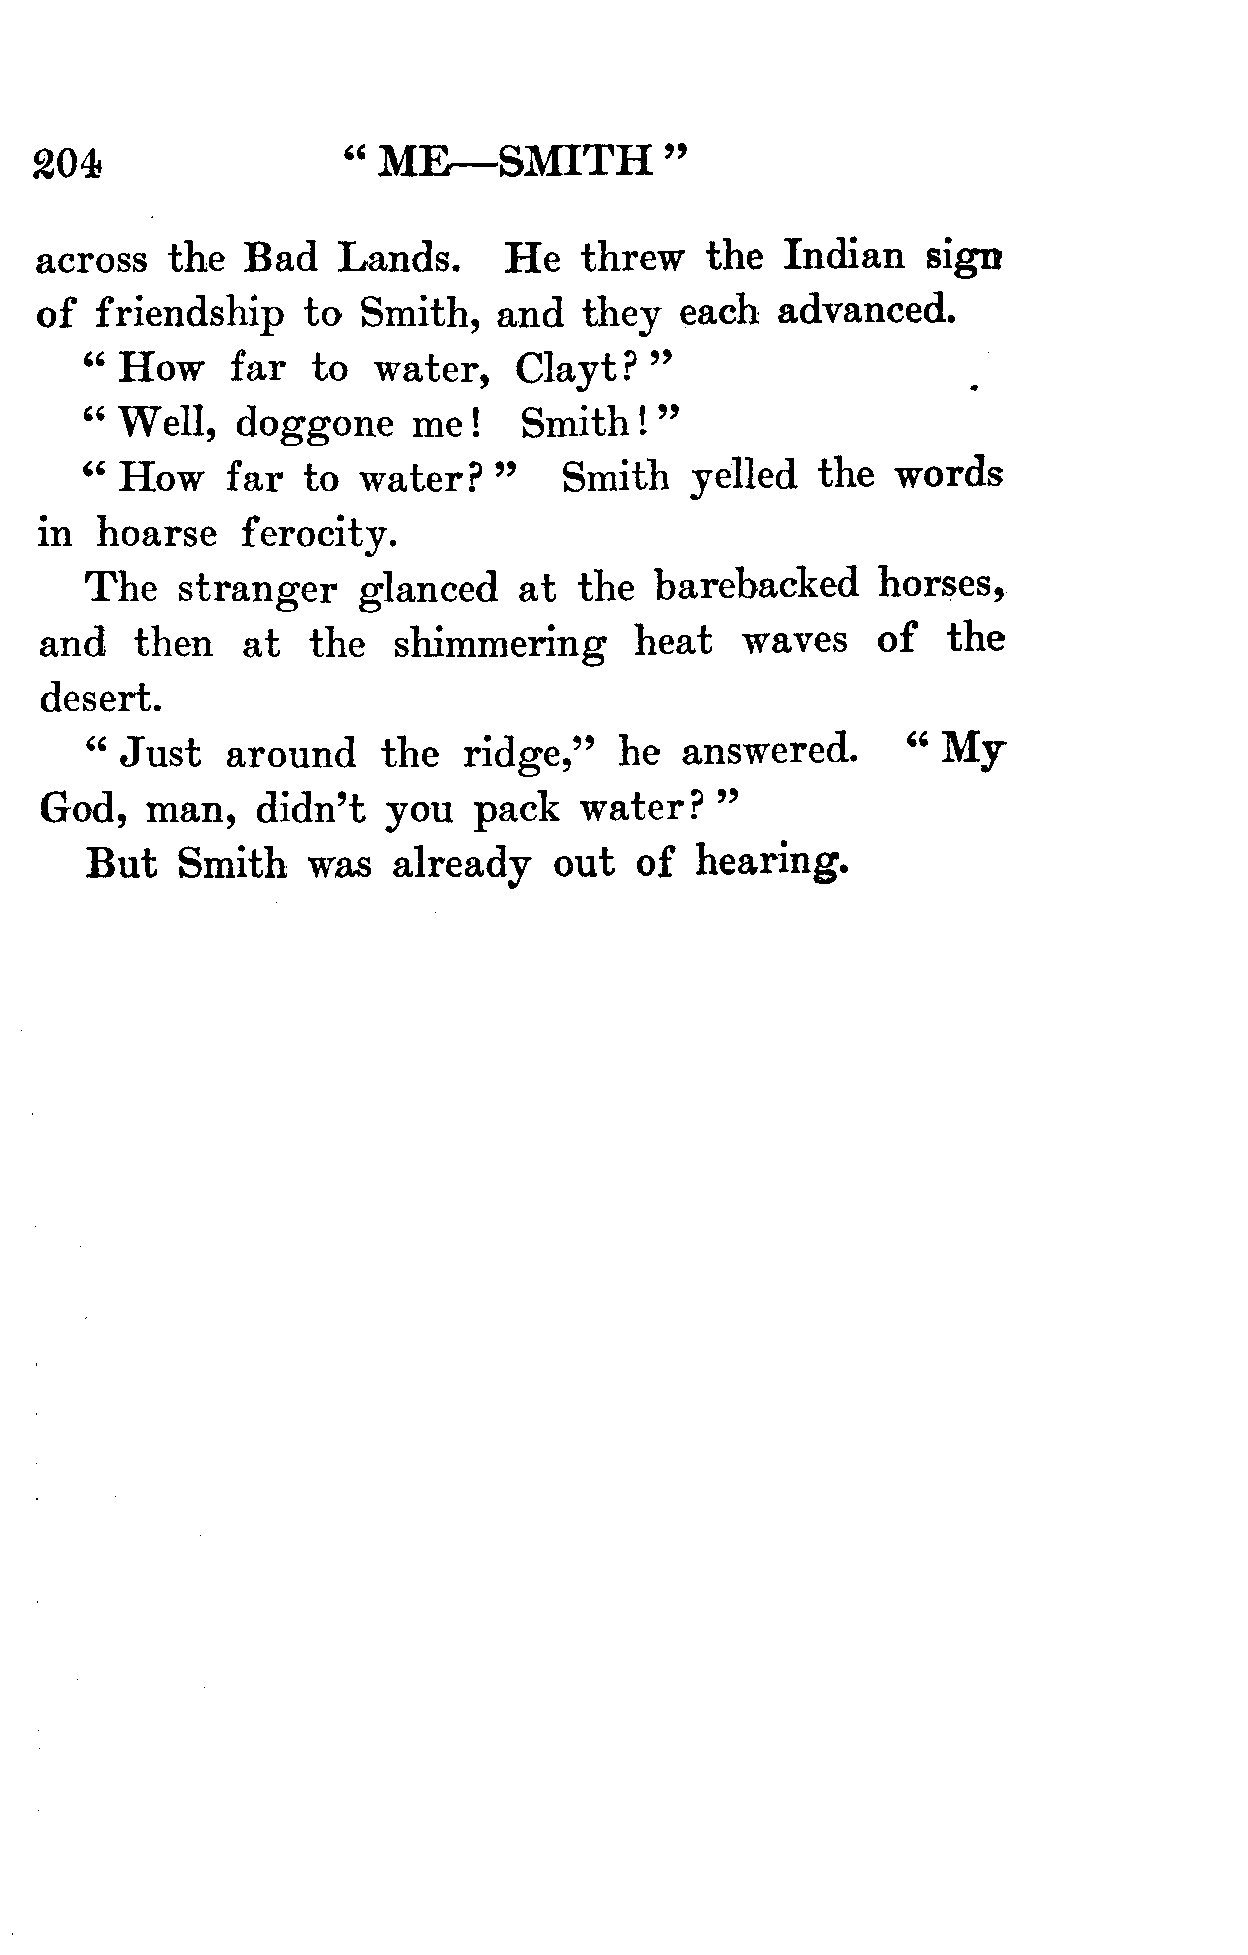 204 “ ME—SMITH ”
across the Bad Lands. He threw the Indian sign
of friendship to Smith, and they each advanced.
“ How far to water, Clayt? ”
“ Well, doggone me! Smith! ”
“ How far to water? ” Smith yelled the words
in hoarse ferocity.
The stranger glanced at the barebacked horses,
and then at the shimmering heat waves of the
desert.
“ Just around the ridge,” he answered. “ My
God, man, didn’t you pack water? ”
But Smith was already out of hearing.